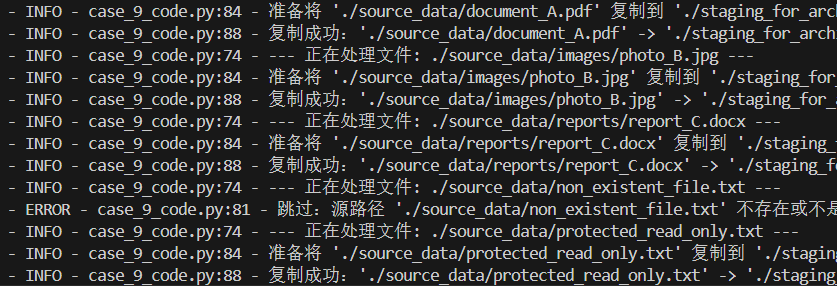 - INFO - case_9_code.py:84 - 准备将 './source_data/document_A.pdf' 复制到 './staging_for_arch
- INFO - case_9_code.py:88 - 复制成功：'./source_data/document_A.pdf' -> './staging_for_arch
- INFO - case_9_code.py:74 - --- 正在处理文件: ./source_data/images/photo_B.jpg ---
- INFO - case_9_code.py:84 - 准备将 './source_data/images/photo_B.jpg' 复制到 './staging_for_
- INFO - case_9_code.py:88 - 复制成功：'./source_data/images/photo_B.jpg' -> './staging_for_a
- INFO - case_9_code.py:74 - --- 正在处理文件: ./source_data/reports/report_C.docx ---
- INFO - case_9_code.py:84 - 准备将 './source_data/reports/report_C.docx' 复制到 './staging_
- INFO - case_9_code.py:88 - 复制成功：'./source_data/reports/report_C.docx' -> './staging_fo
- INFO - case_9_code.py:74 - --- 正在处理文件: ./source_data/non_existent_file.txt ---
- ERROR - case_9_code.py:81 - 跳过：源路径 './source_data/non_existent_file.txt' 不存在或不是
- INFO - case_9_code.py:74 - --- 正在处理文件: ./source_data/protected_read_only.txt ---
- INFO - case_9_code.py:84 - 准备将 './source_data/protected_read_only.txt' 复制到 './staging
- INFO - case_9_code.py:88 - 复制成功：'./source_data/protected_read_only.txt' -> './staging_